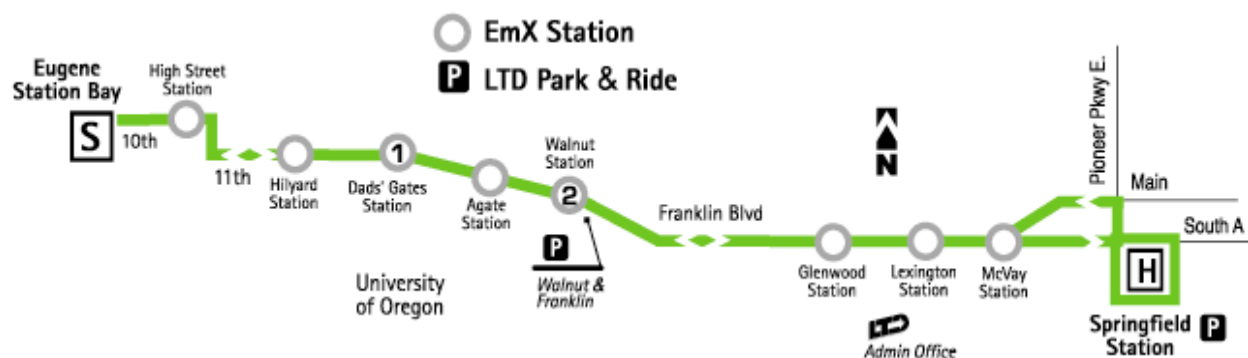 EmX Station
P LTD Park & Ride
Eugene
Station Bay
S
10th
High Street
Station
11th
Hilyard
Station
1
Dads' Gates
Station
Agate
Station
Walnut
Station
2
P
Walnut &
Franklin
University
of Oregon
Franklin Blvd
N
Glenwood
Station
Lexington
Station
McVay
Station
LTD
Admin Office
Pioneer Pkwy E.
Main
South A
H
Springfield
Station
P